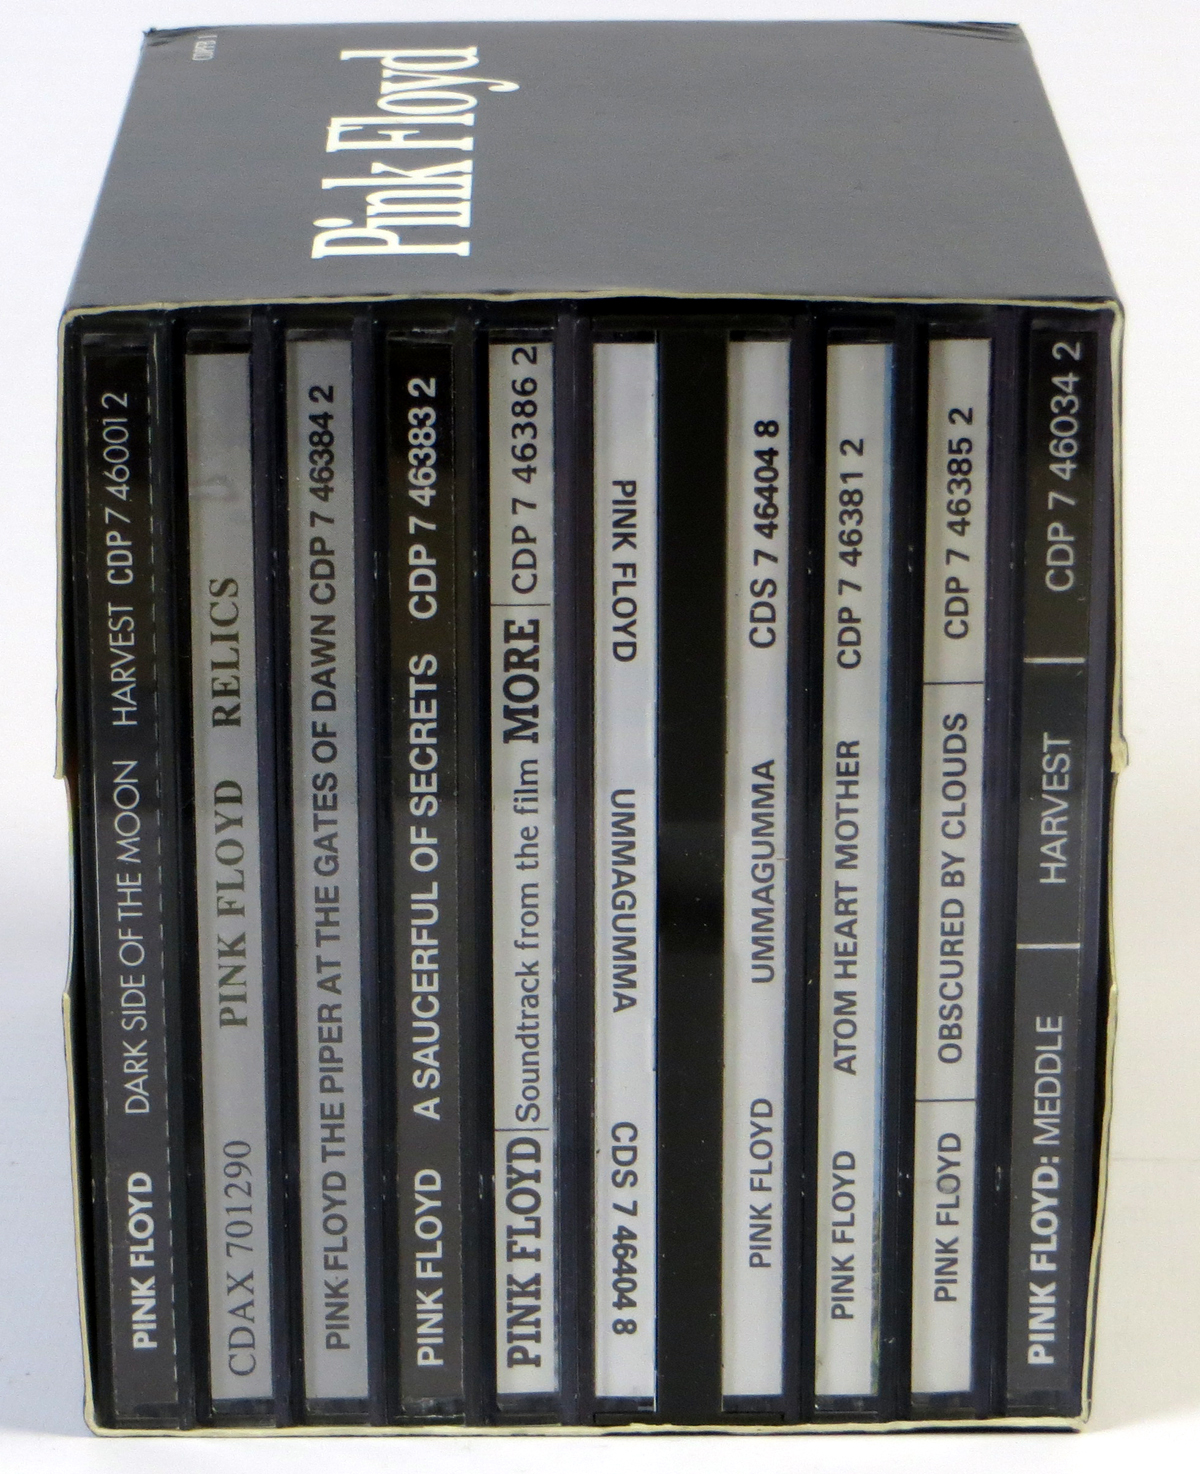 CDPFB 1
Pink Floyd
PINK FLOYD DARK SIDE OF THE MOON HARVEST CDP 7 46001 2
CDAX 701290 PINK FLOYD RELICS
PINK FLOYD THE PIPER AT THE GATES OF DAWN CDP 7 46384 2
PINK FLOYD A SAUCERFUL OF SECRETS CDP 7 46383 2
PINK FLOYD Soundtrack from the film MORE CDP 7 46386 2
PINK FLOYD UMMAGUMMA CDS 7 46404 8
PINK FLOYD UMMAGUMMA CDS 7 46404 8
PINK FLOYD ATOM HEART MOTHER CDP 7 46381 2
PINK FLOYD OBSCURED BY CLOUDS CDP 7 46385 2
PINK FLOYD: MEDDLE HARVEST CDP 7 46034 2